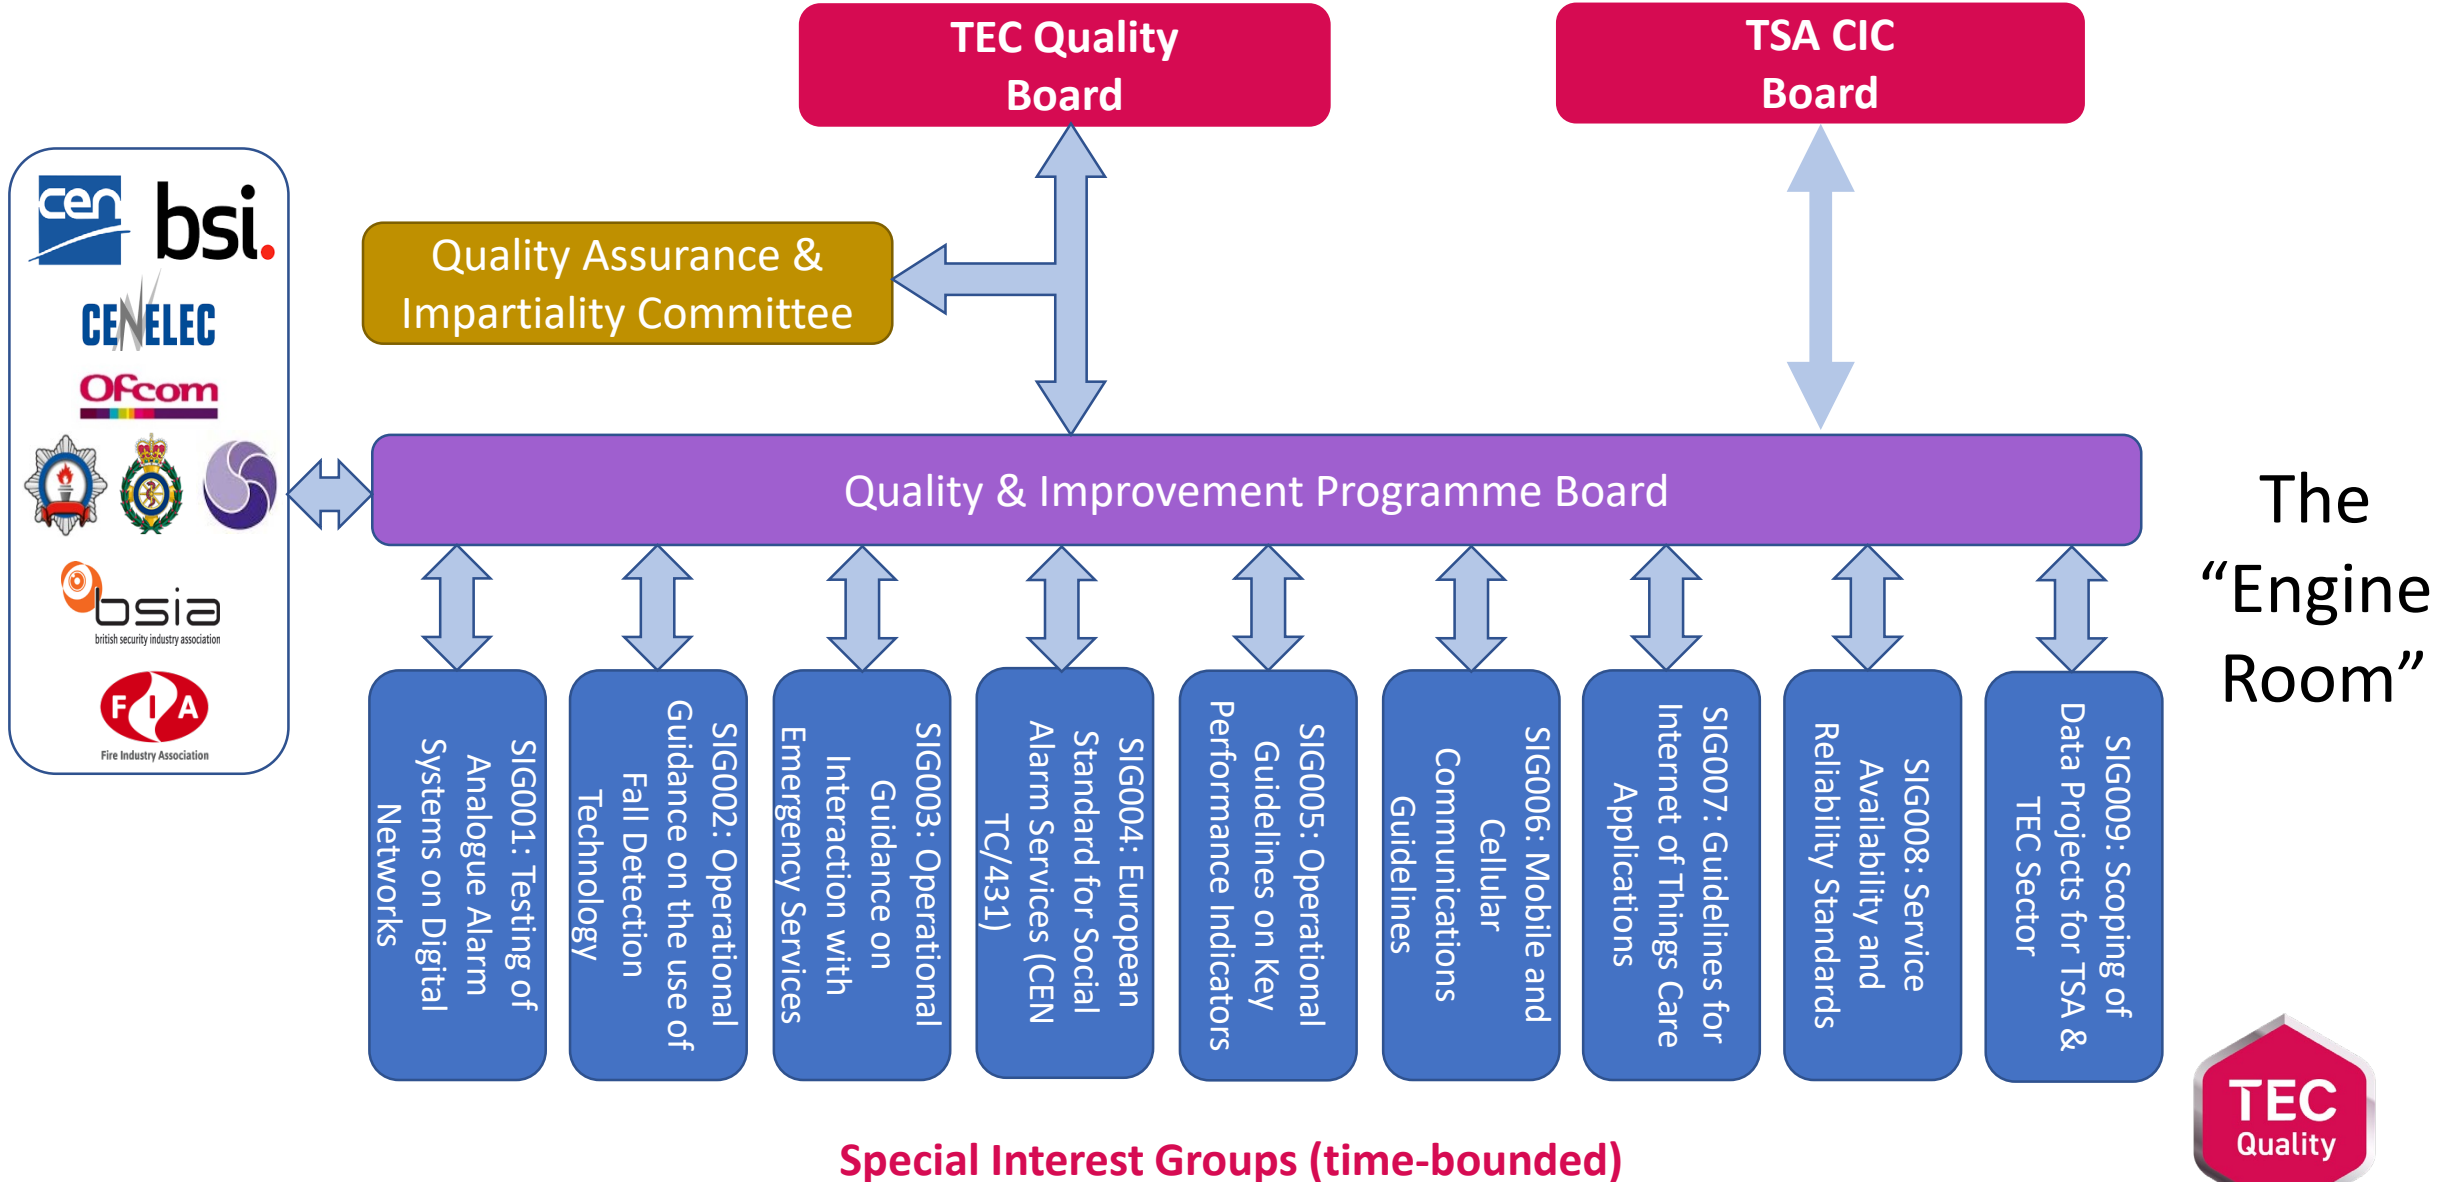 TEC Quality
Board
TSA CIC
Board
cen
bsi.
CENELEC
Ofcom
bsia
british security industry association
FIA
Fire Industry Association
Quality Assurance &
Impartiality Committee
Quality & Improvement Programme Board
The
“Engine
Room”
SIG001: Testing of
Analogue Alarm
Systems on Digital
Networks
SIG002: Operational
Guidance on the use of
Fall Detection
Technology
SIG003: Operational
Guidance on
Interaction with
Emergency Services
SIG004: European
Standard for Social
Alarm Services (CEN
TC/431)
SIG005: Operational
Guidelines on Key
Performance Indicators
SIG006: Mobile and
Cellular
Communications
Guidelines
SIG007: Guidelines for
Internet of Things Care
Applications
SIG008: Service
Availability and
Reliability Standards
SIG009: Scoping of
Data Projects for TSA &
TEC Sector
TEC
Quality
Special Interest Groups (time-bounded)